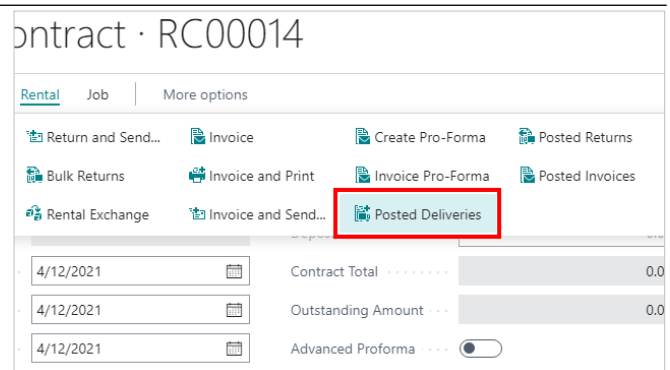 ontract · RC00014
Rental Job More options
Return and Send... Invoice Create Pro-Forma Posted Returns
Bulk Returns Invoice and Print Invoice Pro-Forma Posted Invoices
Rental Exchange Invoice and Send... Posted Deliveries
4/12/2021 Contract Total 0.0
4/12/2021 Outstanding Amount 0.0
4/12/2021 Advanced Proforma